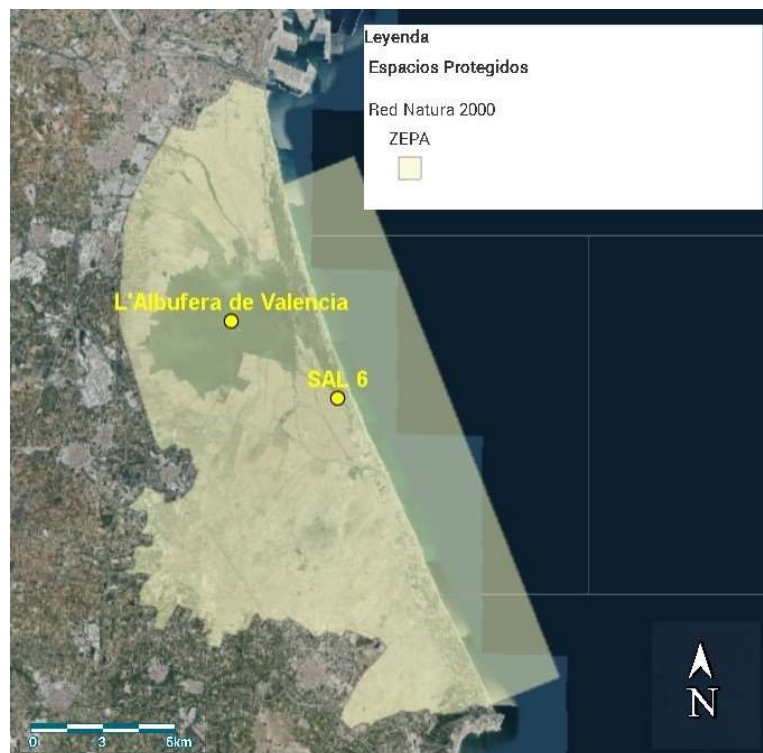 Leyenda
Espacios Protegidos
Red Natura 2000
ZEPA
L'Albufera de Valencia
SAL 6
N
0 3 6km